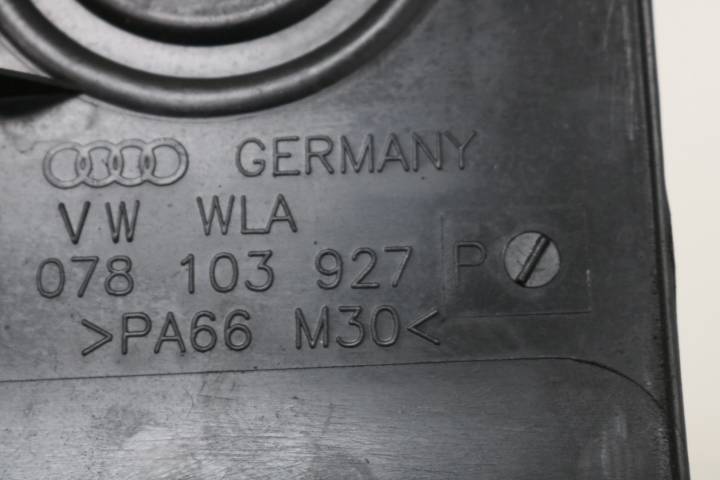 GERMANY
VW WLA
078 103 927 P
>PA66 M30<